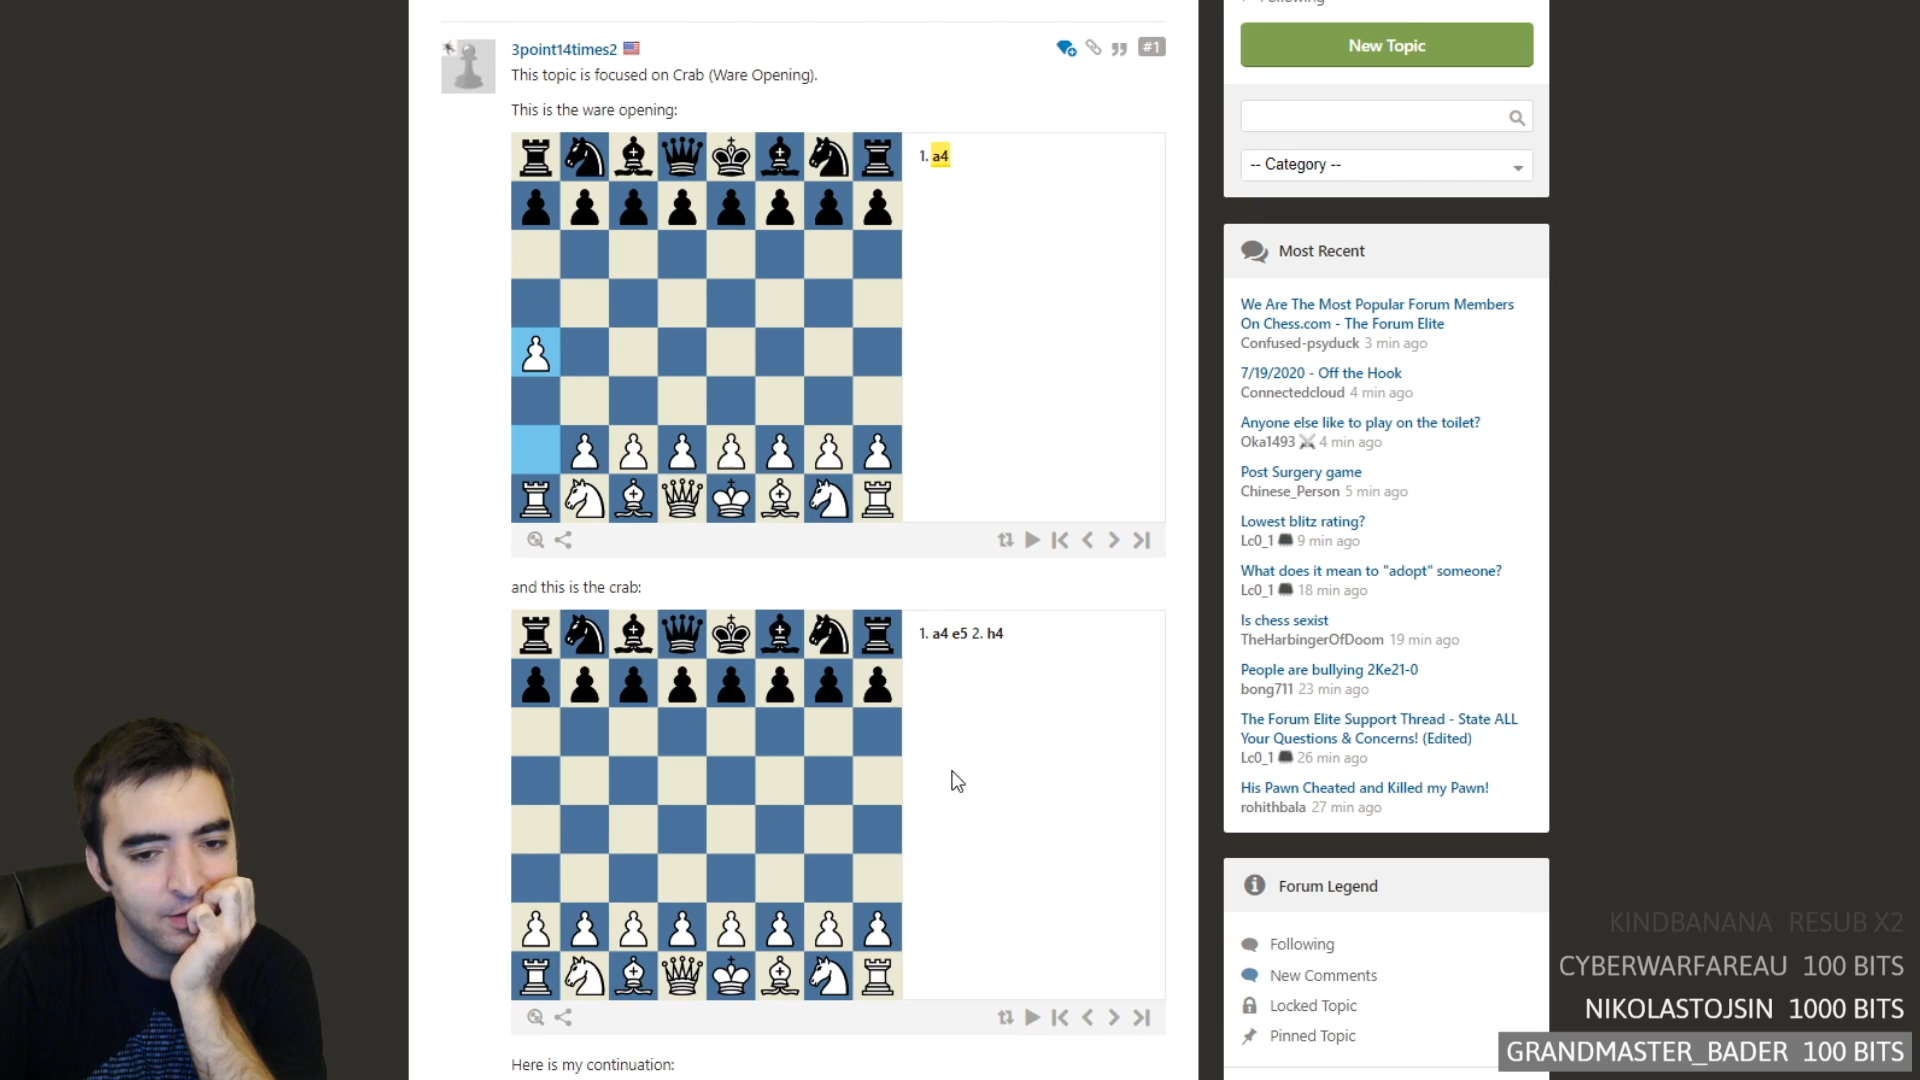 Following
3point14times2
#1
This topic is focused on Crab (Ware Opening).
This is the ware opening:
1. a4
and this is the crab:
1. a4 e5 2. h4
Here is my continuation:
New Topic
-- Category --
Most Recent
We Are The Most Popular Forum Members
On Chess.com - The Forum Elite
Confused-psyduck 3 min ago
7/19/2020 - Off the Hook
Connectedcloud 4 min ago
Anyone else like to play on the toilet?
Oka1493 4 min ago
Post Surgery game
Chinese_Person 5 min ago
Lowest blitz rating?
Lc0_1 9 min ago
What does it mean to "adopt" someone?
Lc0_1 18 min ago
Is chess sexist
TheHarbingerOfDoom 19 min ago
People are bullying 2Ke21-0
bong711 23 min ago
The Forum Elite Support Thread - State ALL
Your Questions & Concerns! (Edited)
Lc0_1 26 min ago
His Pawn Cheated and Killed my Pawn!
rohithbala 27 min ago
Forum Legend
Following
New Comments
Locked Topic
Pinned Topic
KINDBANANA RESUB X2
CYBERWARFAREAU 100 BITS
NIKOLASTOJSIN 1000 BITS
GRANDMASTER_BADER 100 BITS